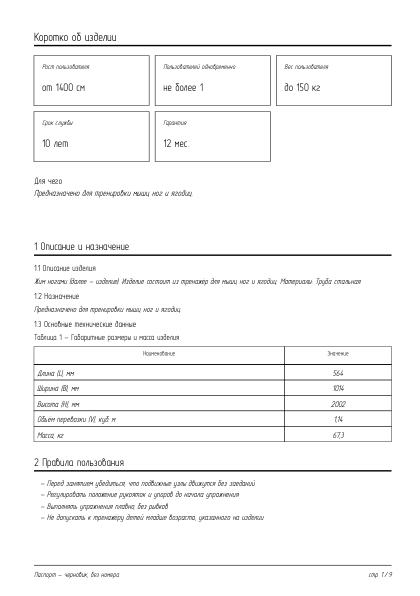 Коротко об изделии
Рост пользователя
от 1400 см
Пользователей одновременно
не более 1
Вес пользователя
до 150 кг
Срок службы
10 лет
Гарантия
12 мес.
Для чего
Предназначено для тренировки мышц ног и ягодиц.
1 Описание и назначение
1.1 Описание изделия
Жим ногами (далее – изделие). Изделие состоит из тренажёр для мышц ног и ягодиц. Материалы: Труба стальная
1.2 Назначение
Предназначено для тренировки мышц ног и ягодиц.
1.3 Основные технические данные
Таблица 1 – Габаритные размеры и масса изделия
Наименование Значение
Длина (L), мм 564
Ширина (B), мм 1014
Высота (H), мм 2002
Объём перевозки (V), куб. м 1,14
Масса, кг 67,3
2 Правила пользования
– Перед занятием убедиться, что подвижные узлы движутся без заеданий
– Регулировать положение рукояток и упоров до начала упражнения
– Выполнять упражнения плавно, без рывков
– Не допускать к тренажёру детей младше возраста, указанного на изделии
Паспорт – черновик, без номера стр. 1 / 9